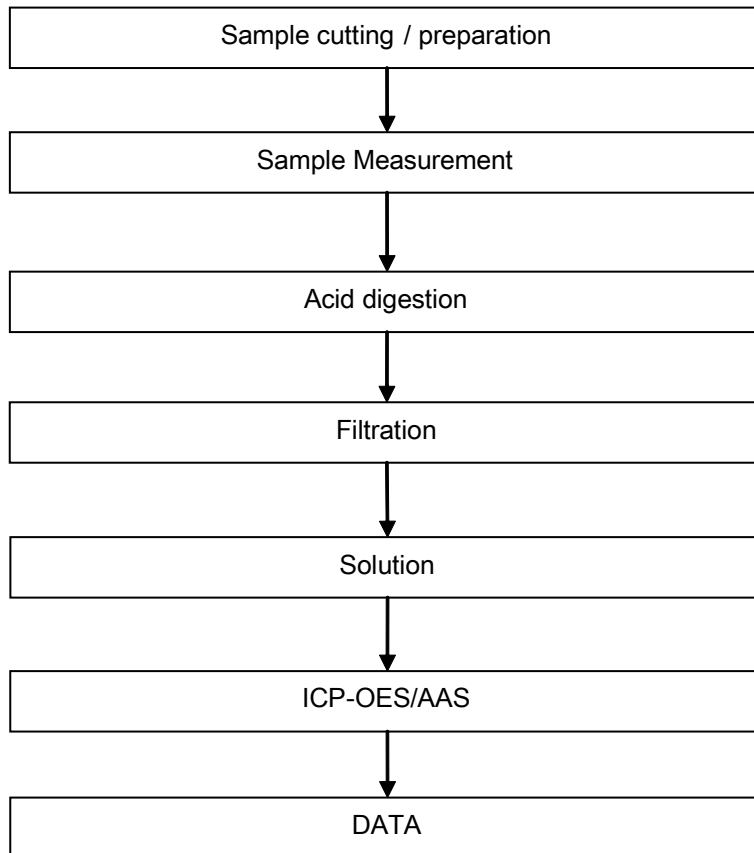 Sample cutting / preparation
Sample Measurement
Acid digestion
Filtration
Solution
ICP-OES/AAS
DATA